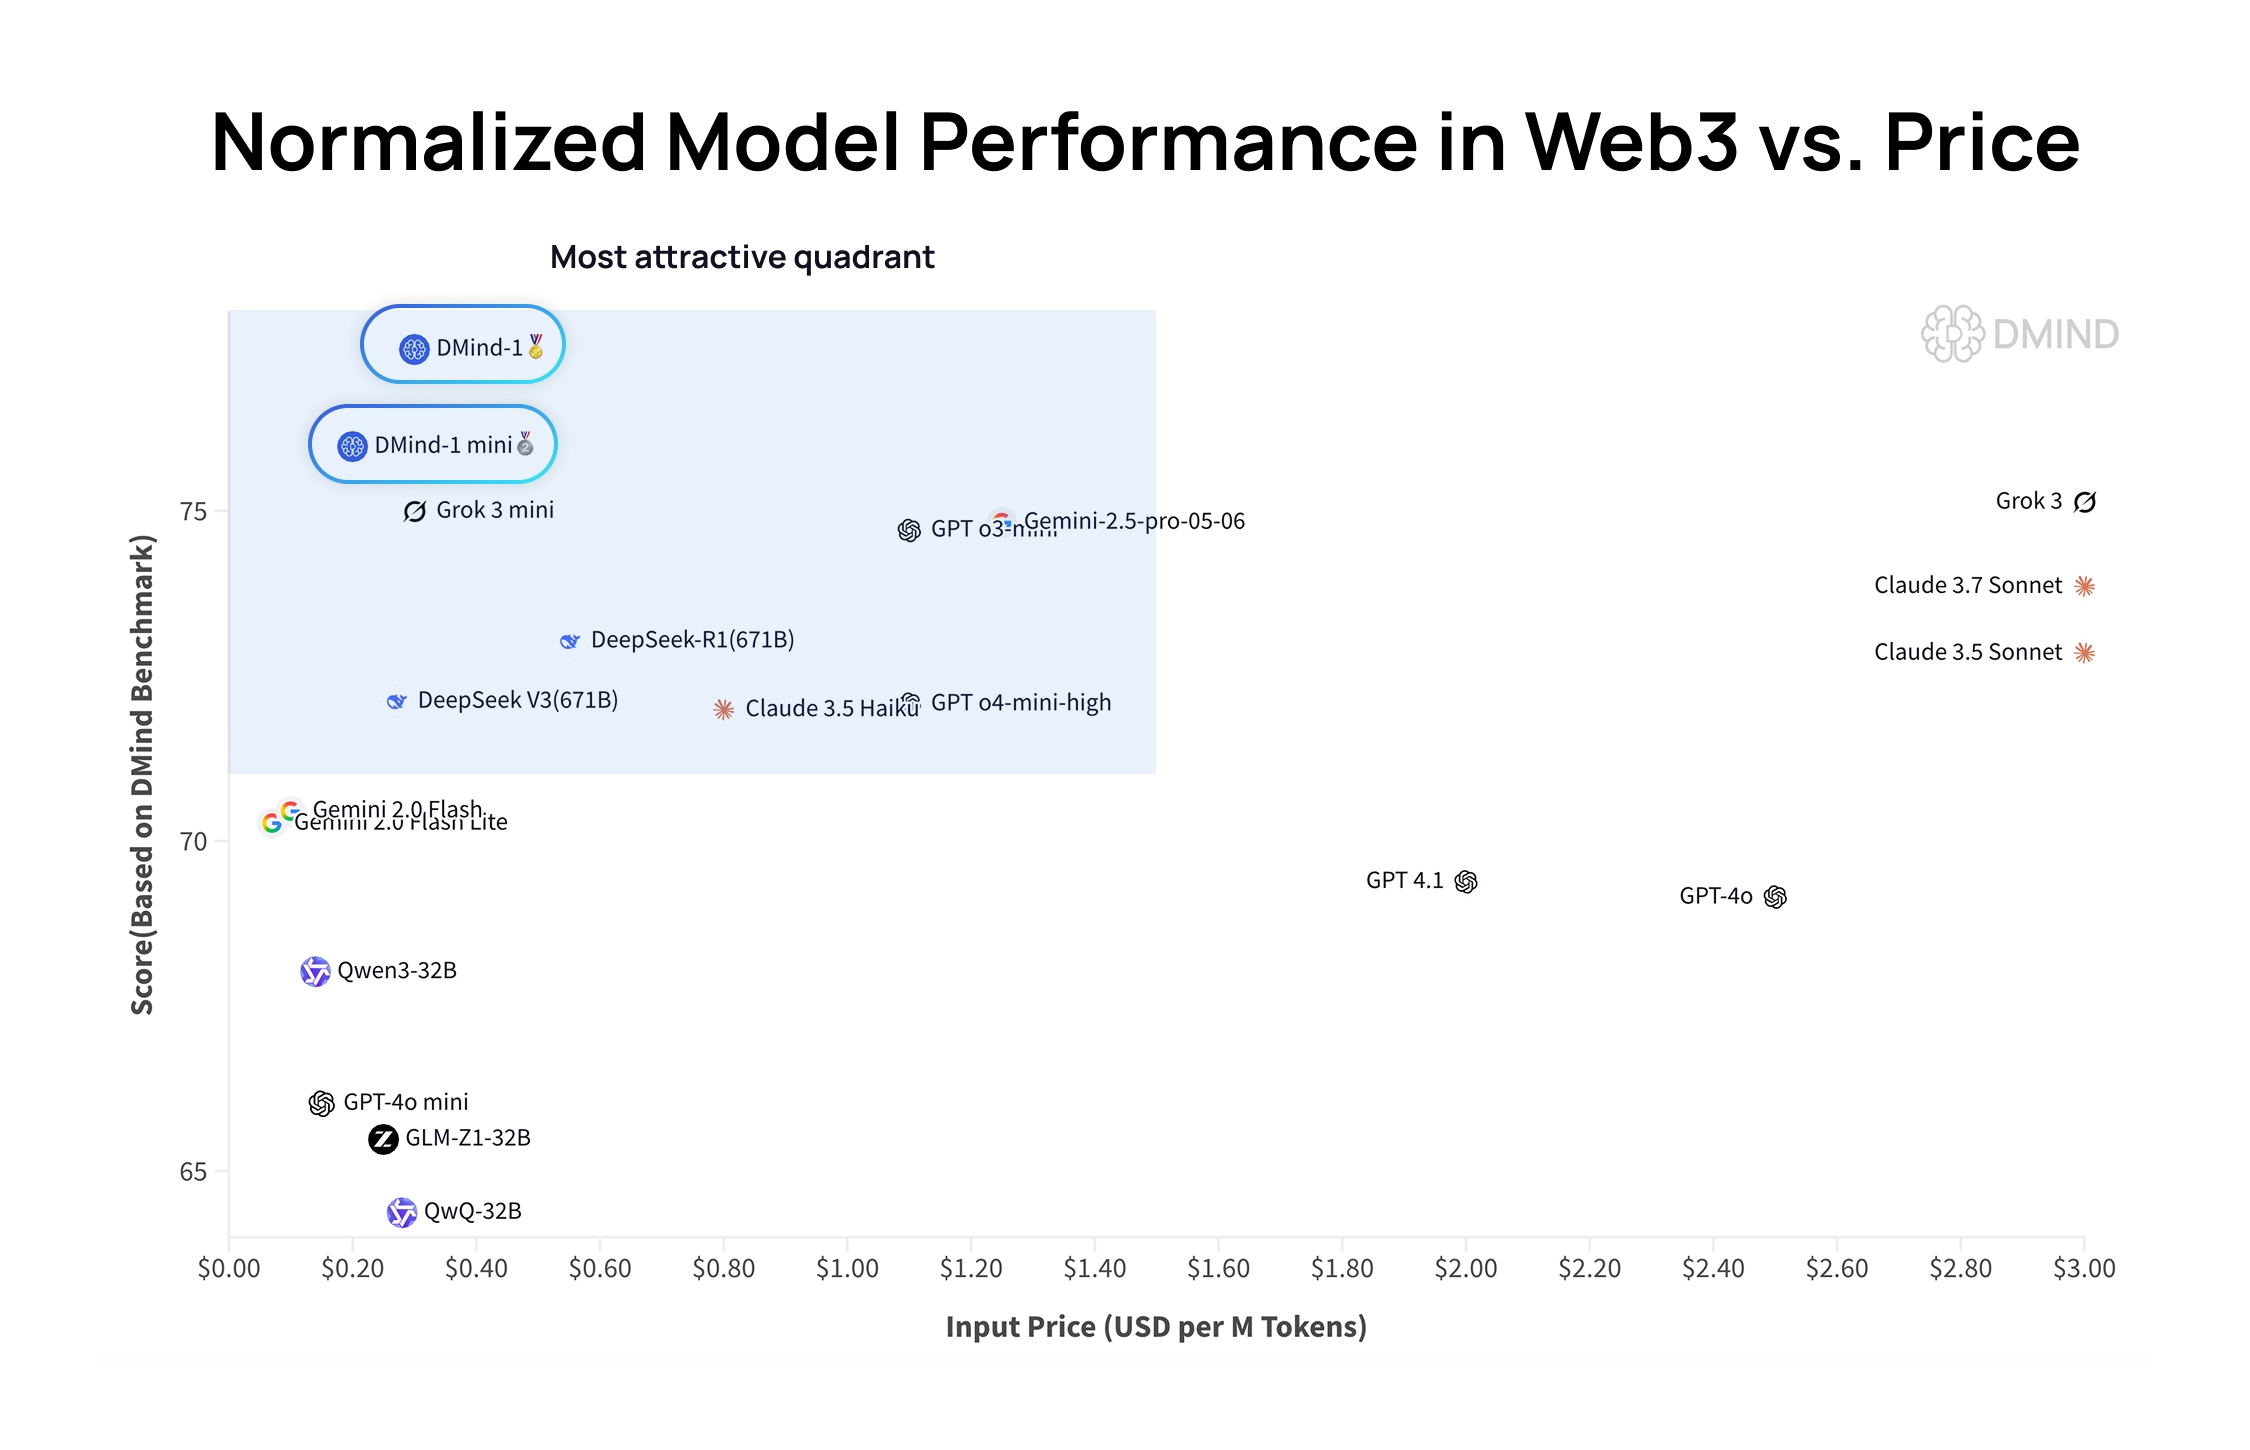 Normalized Model Performance in Web3 vs. Price
Most attractive quadrant
DMIND
DMind-1
DMind-1 mini
2
Grok 3 mini
GPT o3-mini
Gemini-2.5-pro-05-06
Grok 3
Claude 3.7 Sonnet
DeepSeek-R1(671B)
Claude 3.5 Sonnet
DeepSeek V3(671B)
Claude 3.5 Haiku
GPT o4-mini-high
Gemini 2.0 Flash
Gemini 2.0 Flash Lite
GPT 4.1
GPT-4o
Qwen3-32B
GPT-4o mini
GLM-Z1-32B
QwQ-32B
75
70
65
Score(Based on DMind Benchmark)
$0.00 $0.20 $0.40 $0.60 $0.80 $1.00 $1.20 $1.40 $1.60 $1.80 $2.00 $2.20 $2.40 $2.60 $2.80 $3.00
Input Price (USD per M Tokens)